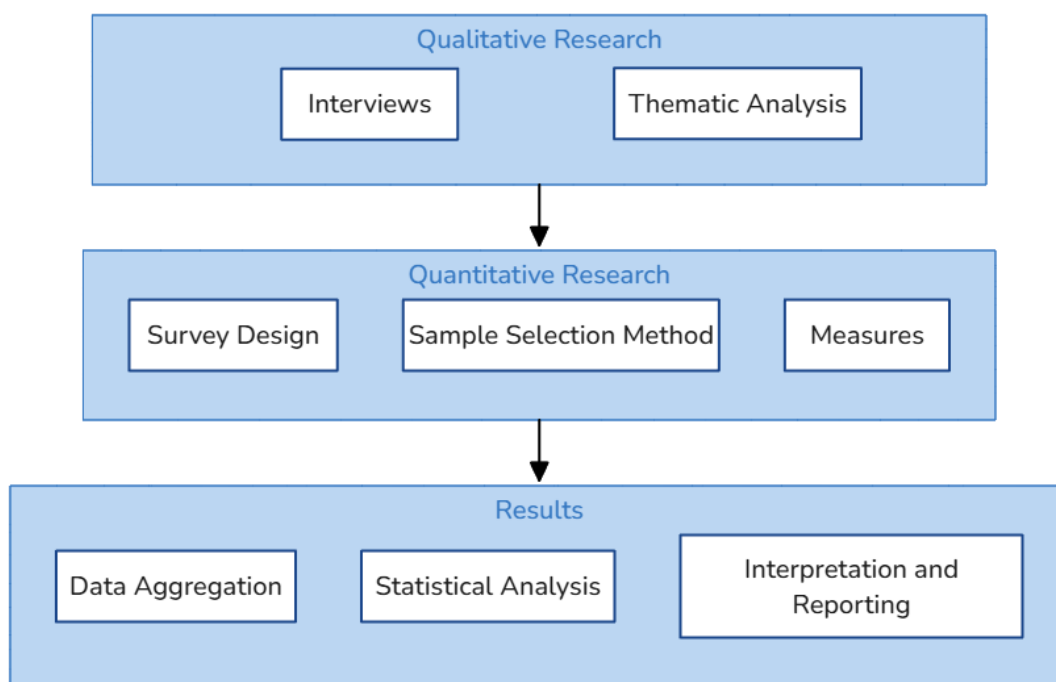 Qualitative Research
Interviews
Thematic Analysis
Quantitative Research
Survey Design
Sample Selection Method
Measures
Results
Data Aggregation
Statistical Analysis
Interpretation and
Reporting